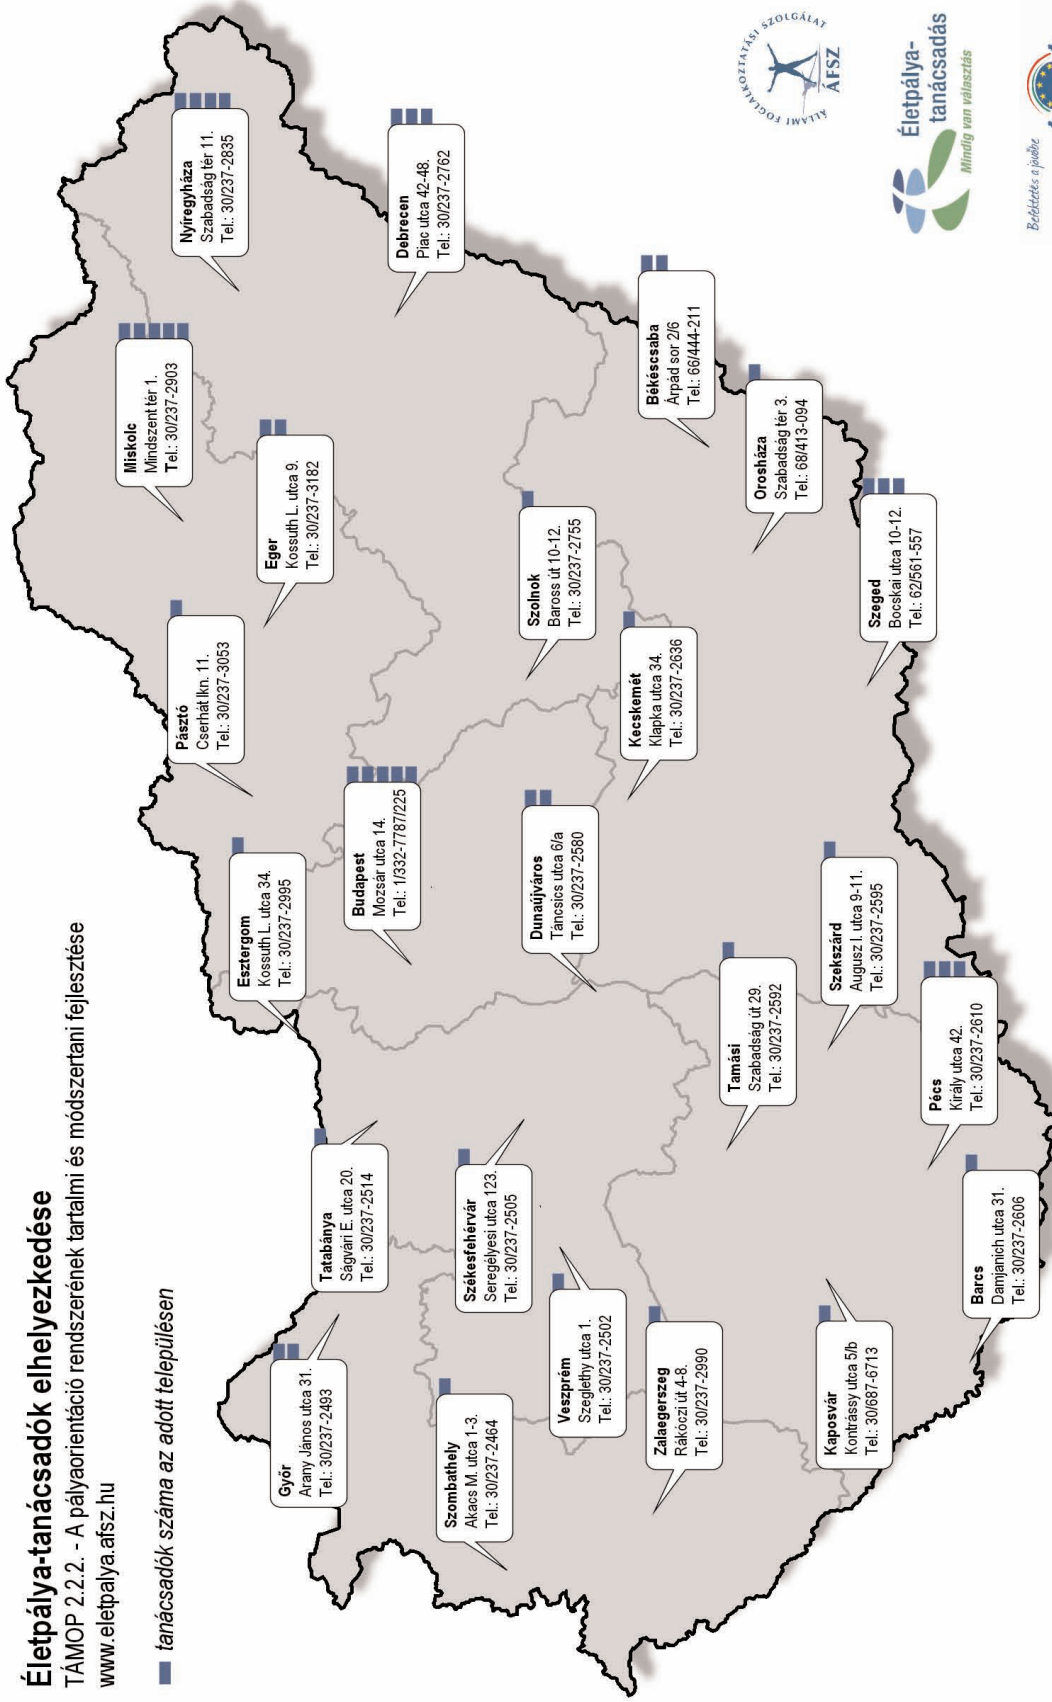 Életpálya-tanácsadók elhelyezkedése
TÁMOP 2.2.2. - A pályaorientáció rendszerének tartalmi és módszertani fejlesztése
www.eletpalya.afsz.hu
tanácsadók száma az adott településen
Győr
Arany János utca 31.
Tel.: 30/237-2493
Tatabánya
Ságvári E. utca 20.
Tel.: 30/237-2514
Esztergom
Kossuth L. utca 34.
Tel.: 30/237-2995
Pásztó
Cserhát lkn. 11.
Tel.: 30/237-3053
Miskolc
Mindszent tér 1.
Tel.: 30/237-2903
Nyíregyháza
Szabadság tér 11.
Tel.: 30/237-2835
Eger
Kossuth L. utca 9.
Tel.: 30/237-3182
Budapest
Mozsár utca 14.
Tel.: 1/332-7787/225
Debrecen
Piac utca 42-48.
Tel.: 30/237-2762
Szombathely
Akacs M. utca 1-3.
Tel.: 30/237-2464
Székesfehérvár
Seregélyesi utca 123.
Tel.: 30/237-2505
Veszprém
Szeglethy utca 1.
Tel.: 30/237-2502
Dunaújváros
Táncsics utca 6/a
Tel.: 30/237-2580
Szolnok
Baross út 10-12.
Tel.: 30/237-2755
Zalaegerszeg
Rákóczi út 4-8.
Tel.: 30/237-2990
Kecskemét
Klapka utca 34.
Tel.: 30/237-2636
Békéscsaba
Árpád sor 2/6
Tel.: 66/444-211
Tamási
Szabadság út 29.
Tel.: 30/237-2592
Orosháza
Szabadság tér 3.
Tel.: 68/413-094
Kaposvár
Kontrássy utca 5/b
Tel.: 30/687-6713
Szekszárd
Augusz I. utca 9-11.
Tel.: 30/237-2595
Szeged
Bocskai utca 10-12.
Tel.: 62/561-557
Pécs
Király utca 42.
Tel.: 30/237-2610
Barcs
Damjanich utca 31.
Tel.: 30/237-2606
ÁLLAMI FOGLALKOZTATÁSI SZOLGÁLAT
ÁFSZ
Életpálya-
tanácsadás
Mindig van választás
Befektetés a jövőbe